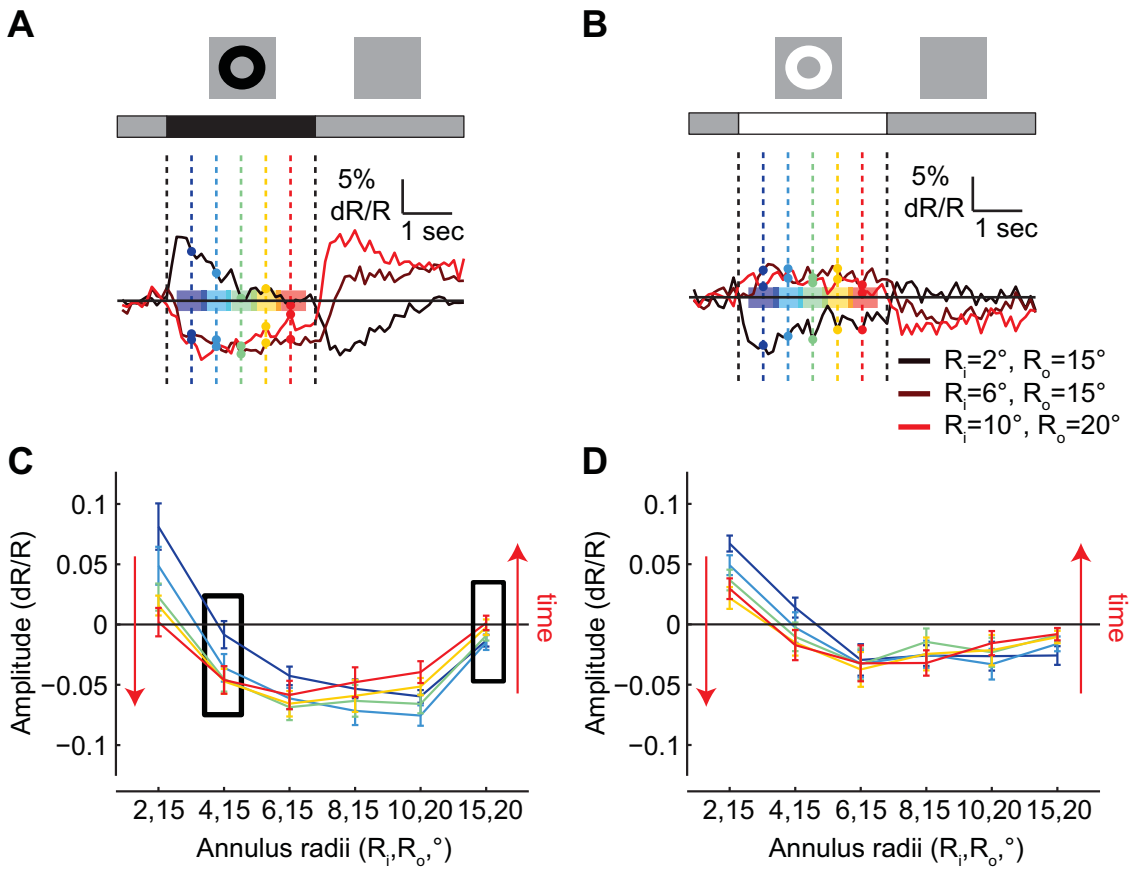 A
B
5%
dR/R
1 sec
5%
dR/R
1 sec
Ri=2°, Ro=15°
Ri=6°, Ro=15°
Ri=10°, Ro=20°
C
D
Amplitude (dR/R)
0.1
0.05
0
−0.05
−0.1
time
2,15 4,15 6,15 8,15 10,20 15,20
Annulus radii (Ri,Ro,°)
Amplitude (dR/R)
0.1
0.05
0
−0.05
−0.1
time
2,15 4,15 6,15 8,15 10,20 15,20
Annulus radii (Ri,Ro,°)